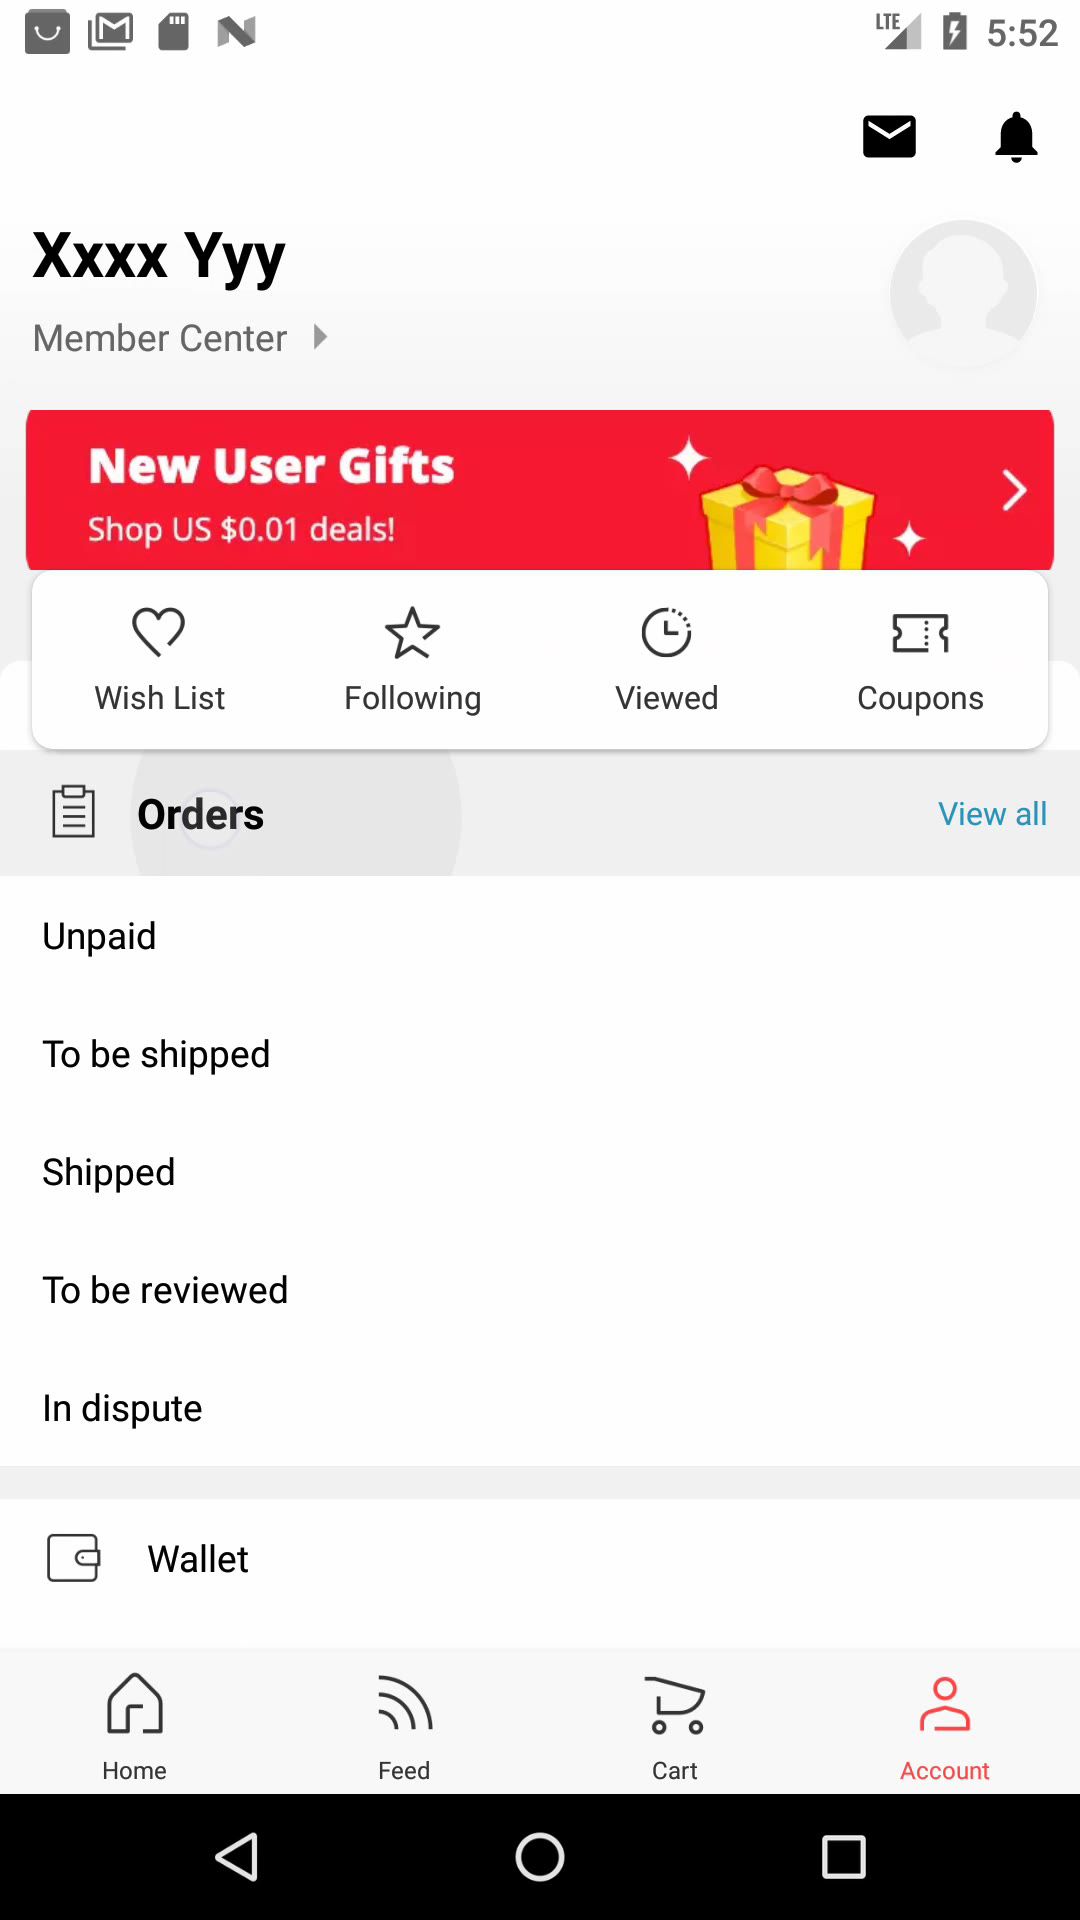 LTE 5:52
Xxxx Yyy
Member Center
New User Gifts
Shop US $0.01 deals!
Wish List Following Viewed Coupons
Orders View all
Unpaid
To be shipped
Shipped
To be reviewed
In dispute
Wallet
Home Feed Cart Account